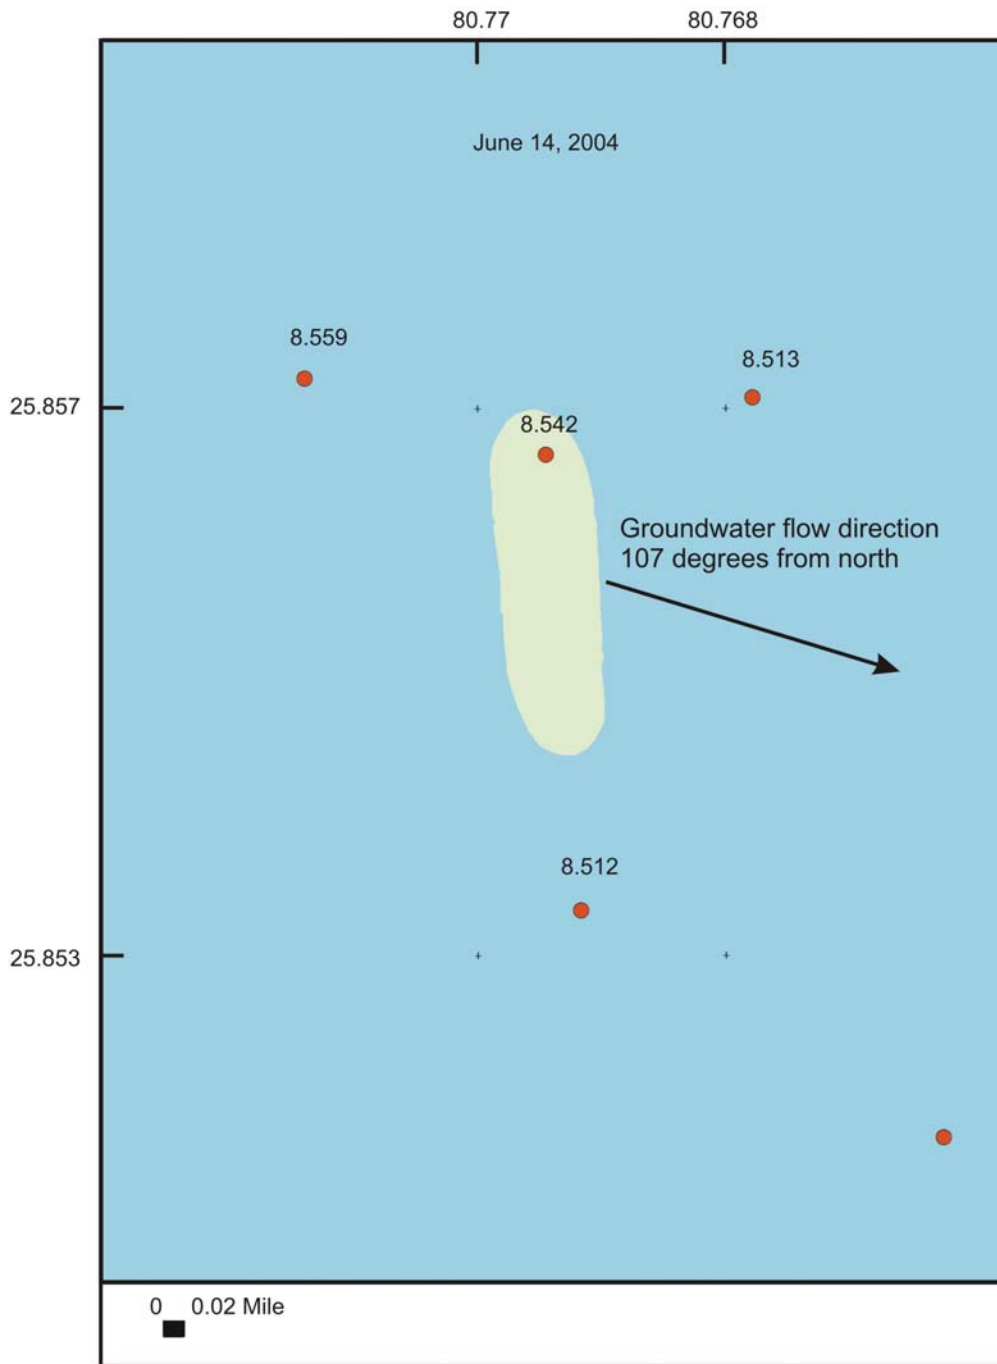 80.77 80.768
June 14, 2004
8.559
8.513
25.857
8.542
Groundwater flow direction
107 degrees from north
8.512
25.853
0 0.02 Mile